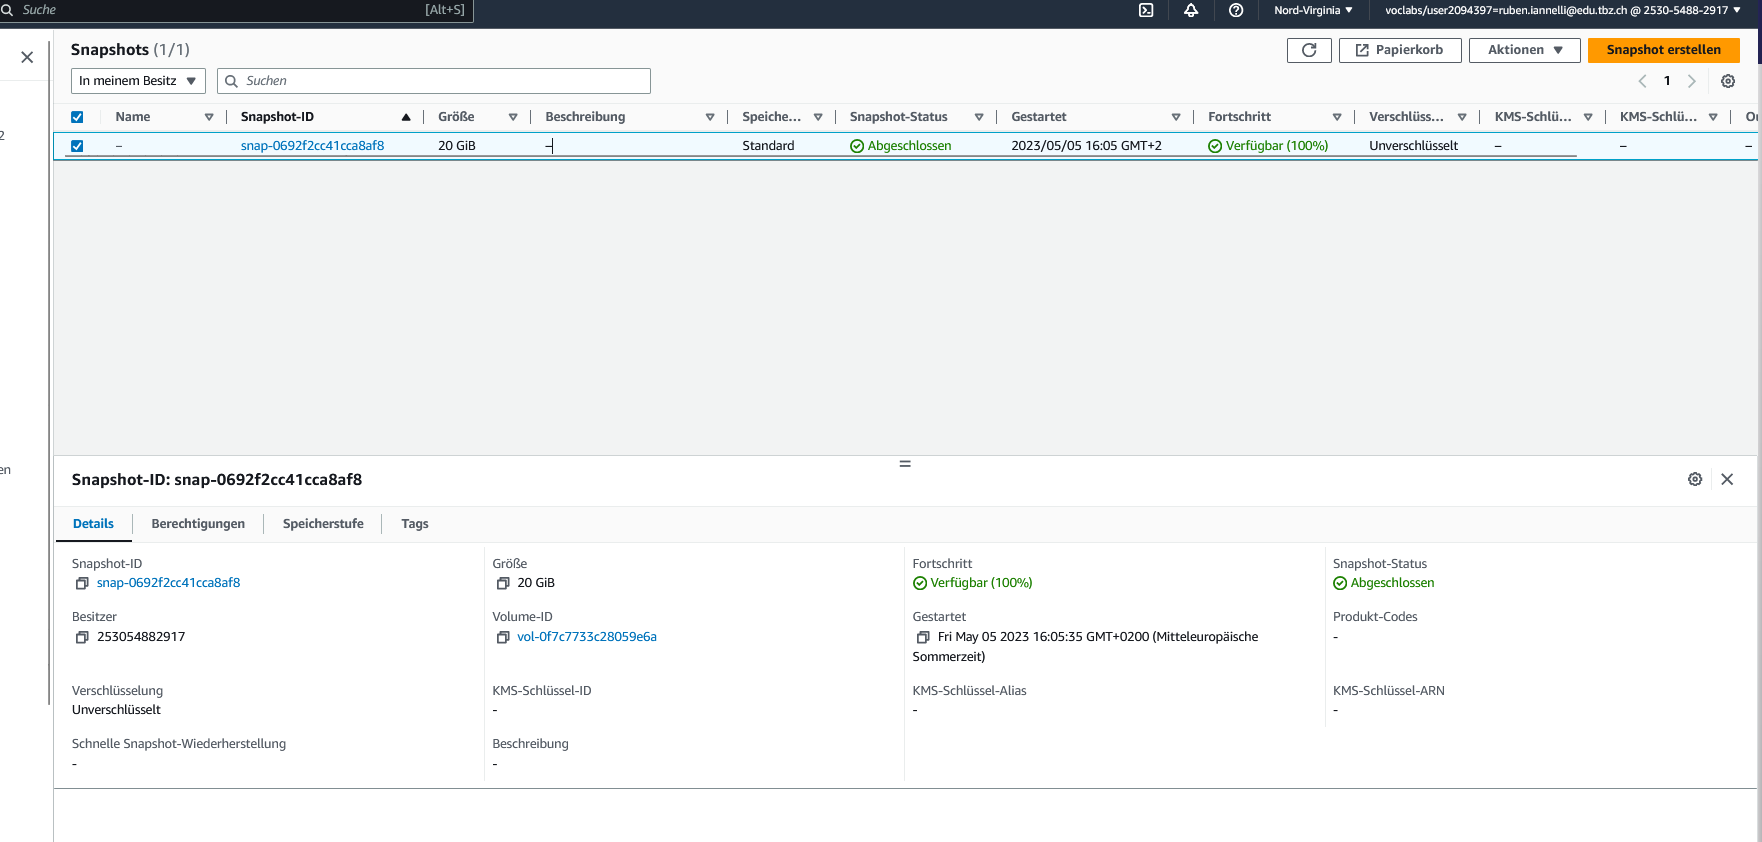 Suche [Alt+S] Nord-Virginia voclabs/user2094397=ruben.iannelli@edu.tbz.ch @ 2530-5488-2917
Snapshots (1/1) Papierkorb Aktionen Snapshot erstellen
In meinem Besitz Suchen 1
Name Snapshot-ID Größe Beschreibung Speiche... Snapshot-Status Gestartet Fortschritt Verschlüss... KMS-Schlü... KMS-Schlü...
– snap-0692f2cc41cca8af8 20 GiB – Standard Abgeschlossen 2023/05/05 16:05 GMT+2 Verfügbar (100%) Unverschlüsselt – – –
2
en
Snapshot-ID: snap-0692f2cc41cca8af8
Details Berechtigungen Speicherstufe Tags
Snapshot-ID Größe Fortschritt Snapshot-Status
snap-0692f2cc41cca8af8 20 GiB Verfügbar (100%) Abgeschlossen
Besitzer Volume-ID Gestartet Produkt-Codes
253054882917 vol-0f7c7733c28059e6a Fri May 05 2023 16:05:35 GMT+0200 (Mitteleuropäische -
Sommerzeit)
Verschlüsselung KMS-Schlüssel-ID KMS-Schlüssel-Alias KMS-Schlüssel-ARN
Unverschlüsselt - - -
Schnelle Snapshot-Wiederherstellung Beschreibung
- -